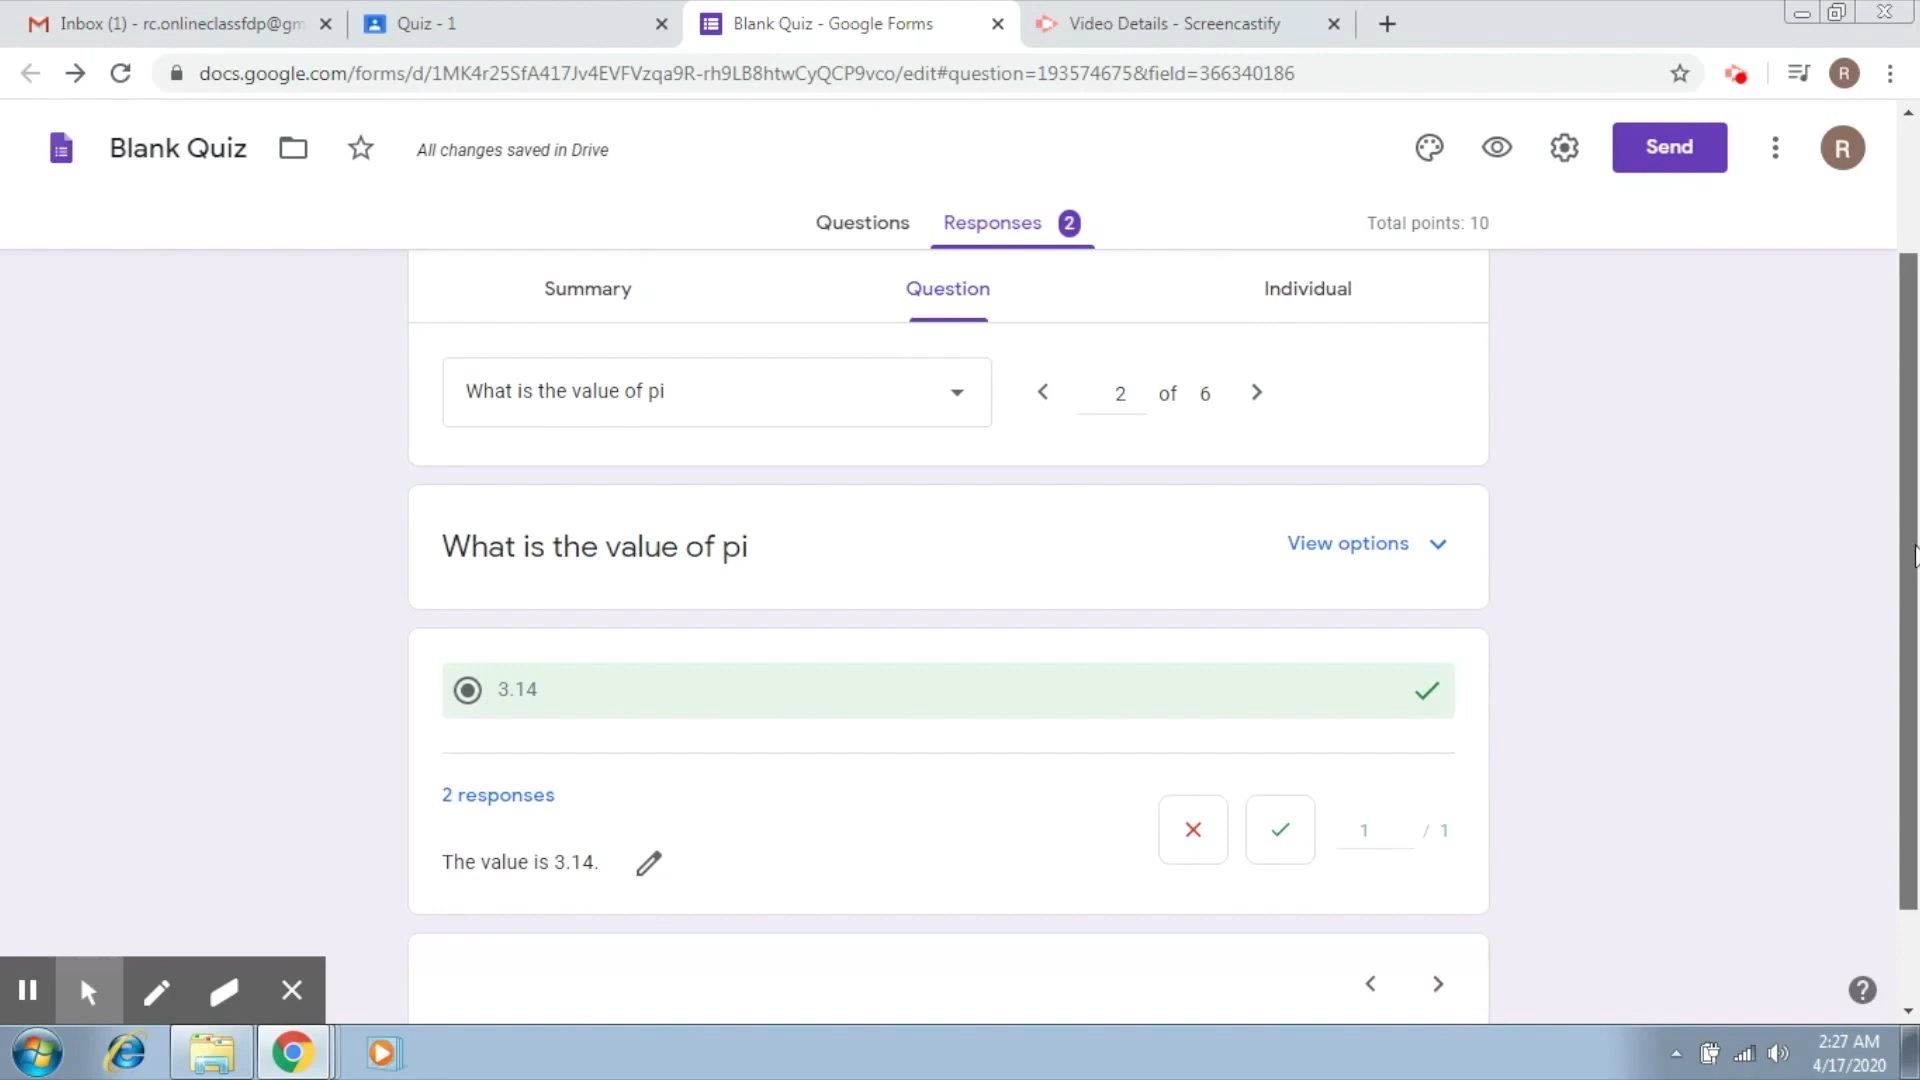 Inbox (1) - rc.onlineclassfdp@gm
Quiz - 1
Blank Quiz - Google Forms
Video Details - Screencastify
docs.google.com/forms/d/1MK4r25SfA417Jv4EVFVzqa9R-rh9LB8htwCyQCP9vco/edit#question=193574675&field=366340186
R
Blank Quiz
All changes saved in Drive
Send
R
Questions
Responses 2
Total points: 10
Summary
Question
Individual
What is the value of pi
2 of 6
What is the value of pi
View options
3.14
2 responses
1 / 1
The value is 3.14.
2:27 AM
4/17/2020